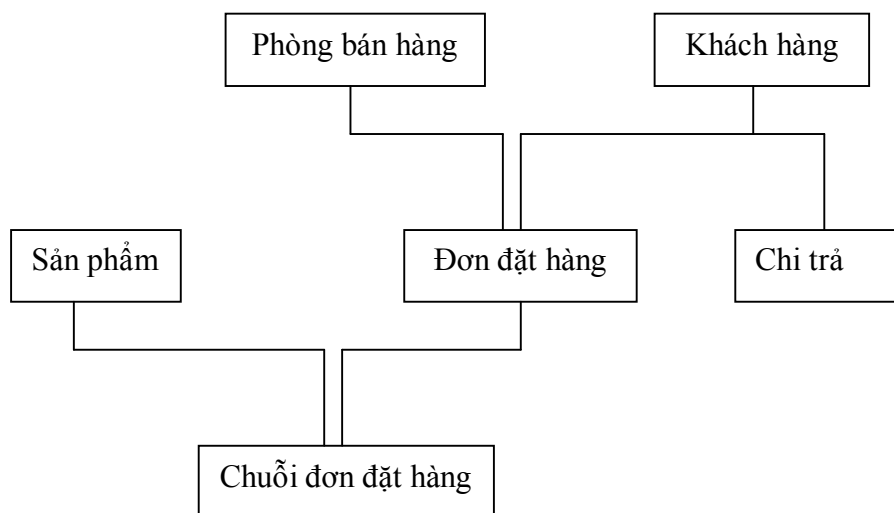 Phòng bán hàng
Khách hàng
Sản phẩm
Đơn đặt hàng
Chi trả
Chuỗi đơn đặt hàng